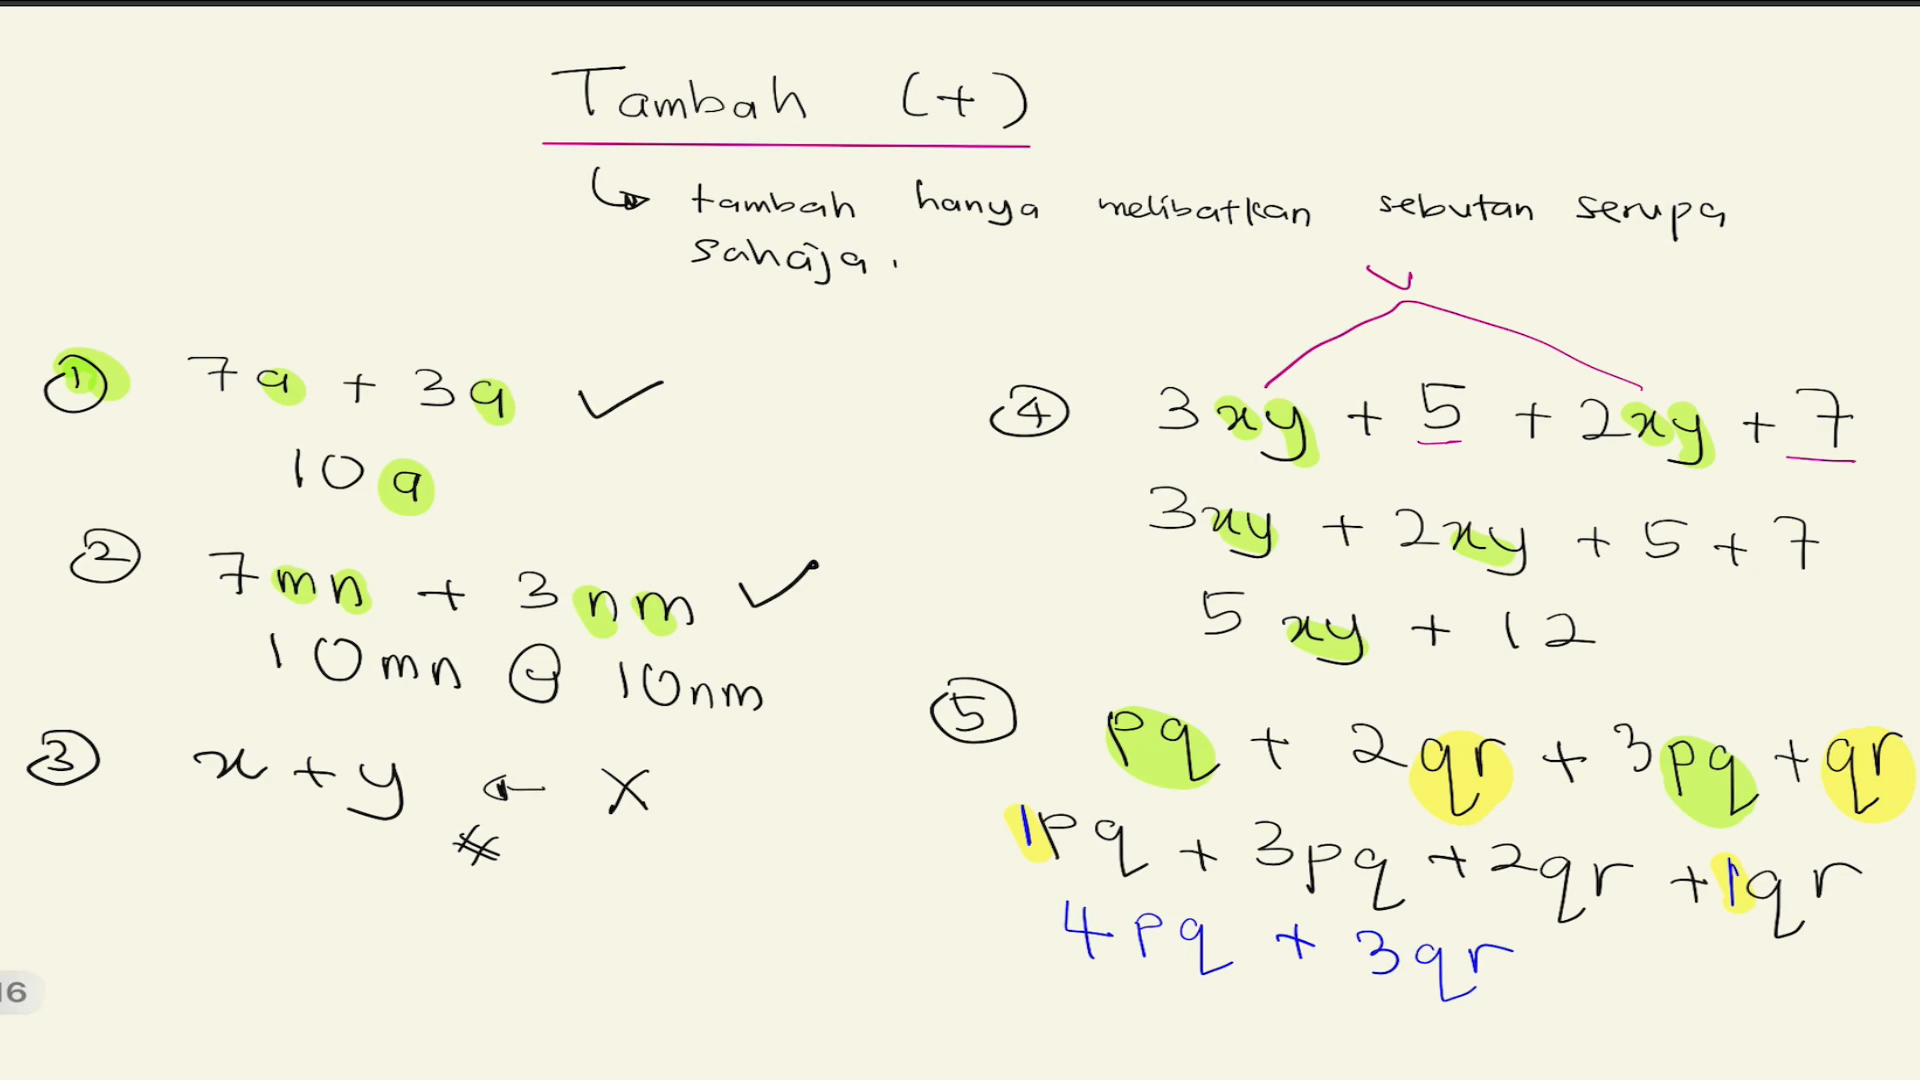 Tambah (+)
↳ tambah hanya melibatkan sebutan serupa
sahaja.
① 7a + 3a ✓
10a
② 7mn + 3nm ✓
10mn @ 10nm
③ x + y ← X
#
④ 3xy + 5 + 2xy + 7
3xy + 2xy + 5 + 7
5xy + 12
⑤ pq + 2qr + 3pq + qr
1pq + 3pq + 2qr + 1qr
4pq + 3qr
16